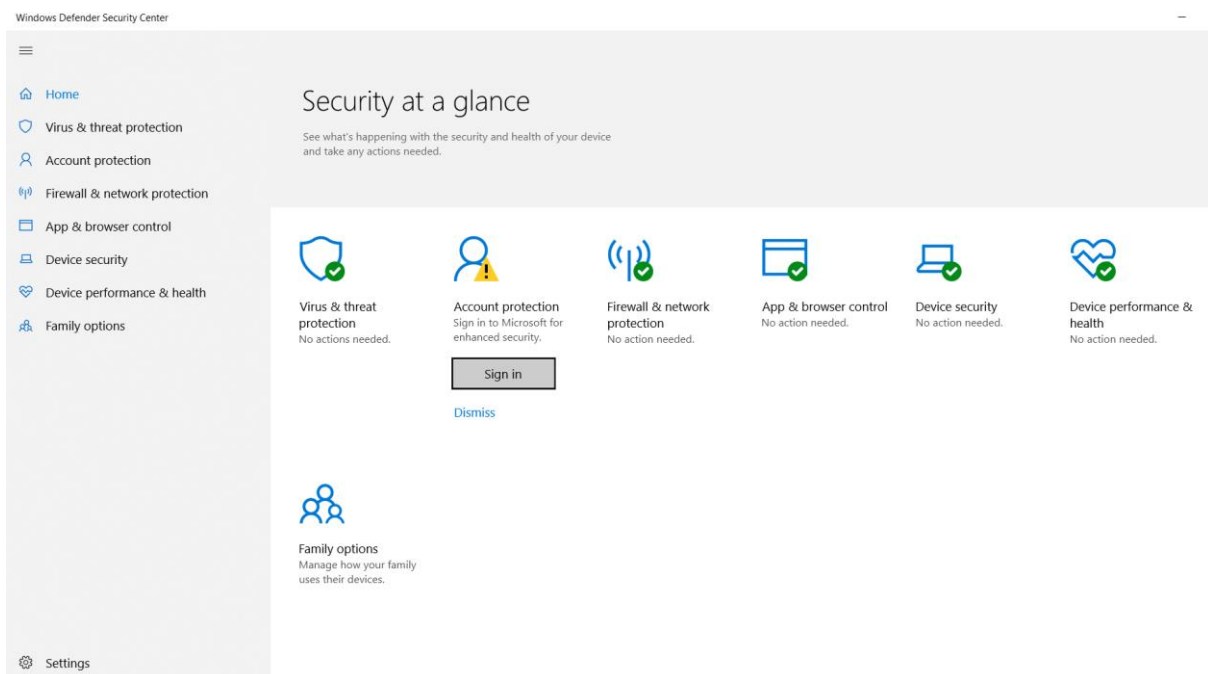 Windows Defender Security Center
Home
Virus & threat protection
Account protection
Firewall & network protection
App & browser control
Device security
Device performance & health
Family options
Settings
Security at a glance
See what's happening with the security and health of your device
and take any actions needed.
Virus & threat
protection
No actions needed.
Account protection
Sign in to Microsoft for
enhanced security.
Sign in
Dismiss
Firewall & network
protection
No action needed.
App & browser control
No action needed.
Device security
No action needed.
Device performance &
health
No action needed.
Family options
Manage how your family
uses their devices.